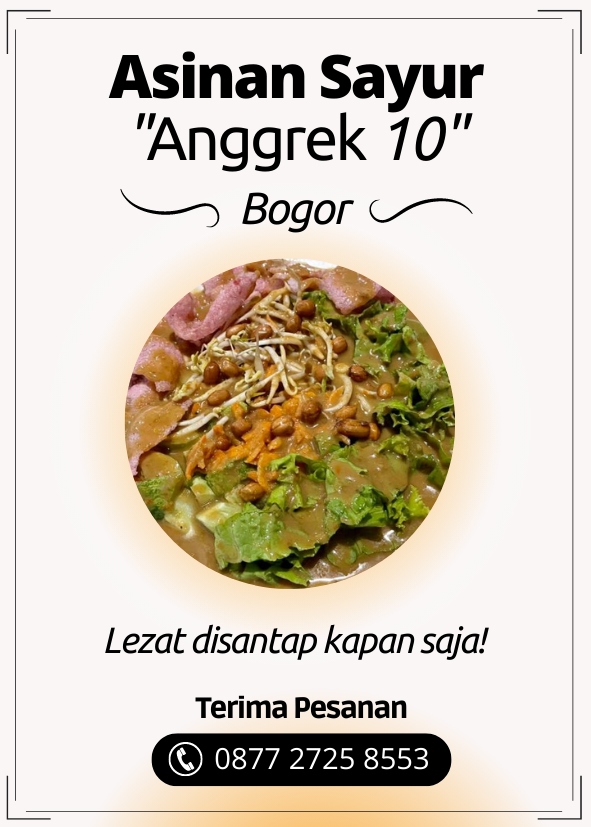 Asinan Sayur
"Anggrek 10"
Bogor
Lezat disantap kapan saja!
Terima Pesanan
0877 2725 8553